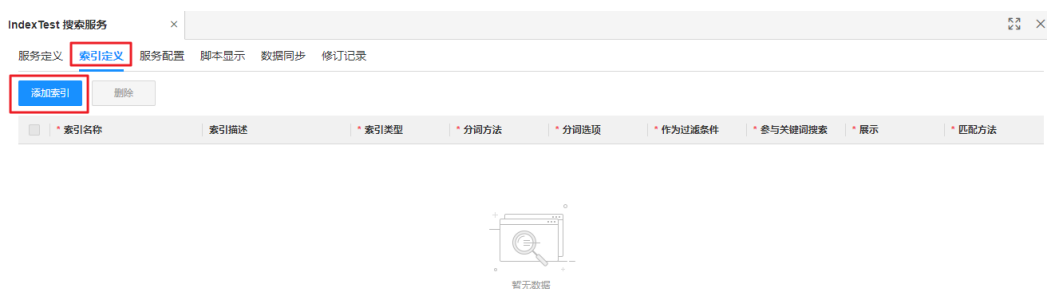 IndexTest 搜索服务
服务定义 索引定义 服务配置 脚本显示 数据同步 修订记录
添加索引 删除
* 索引名称 索引描述 * 索引类型 * 分词方法 * 分词选项 * 作为过滤条件 * 参与关键词搜索 * 展示 * 匹配方法
暂无数据